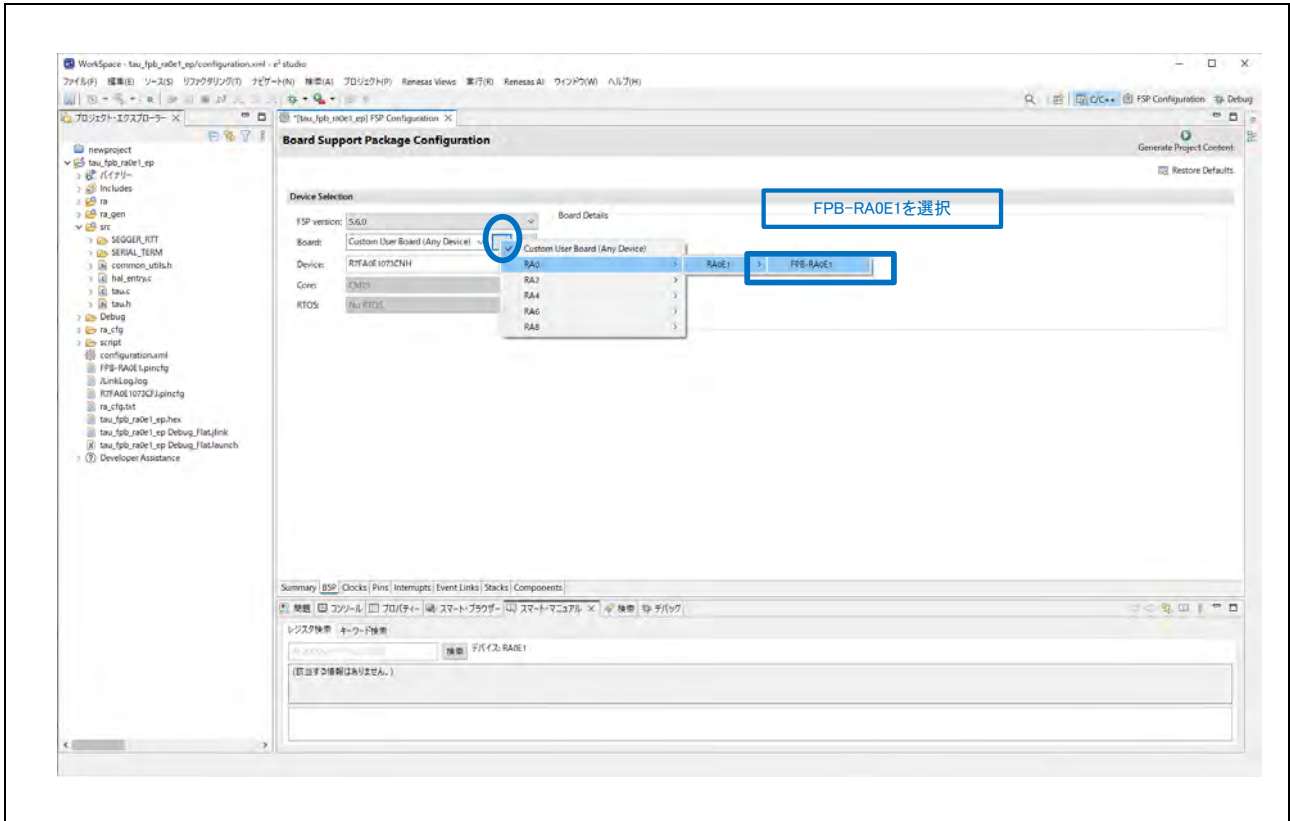 WorkSpace - tau_fpb_ra0e1_ep/configuration.xml - e² studio
ファイル(F) 編集(E) ソース(S) リファクタリング(T) ナビゲート(N) 検索(A) プロジェクト(P) Renesas Views 実行(R) Renesas AI ウィンドウ(W) ヘルプ(H)
C/C++ FSP Configuration Debug
プロジェクト・エクスプローラー
*[tau_fpb_ra0e1_ep] FSP Configuration
Board Support Package Configuration
Generate Project Content
Restore Defaults
newproject
tau_fpb_ra0e1_ep
バイナリー
Includes
ra
ra_gen
src
SEGGER_RTT
SERIAL_TERM
common_utils.h
hal_entry.c
tau.c
tau.h
Debug
ra_cfg
script
configuration.xml
FPB-RA0E1.pincfg
JLinkLog.log
R7FA0E1073CFJ.pincfg
ra_cfg.txt
tau_fpb_ra0e1_ep.hex
tau_fpb_ra0e1_ep Debug_Flat.jlink
tau_fpb_ra0e1_ep Debug_Flat.launch
Developer Assistance
Device Selection
FSP version: 5.6.0
Board Details
FPB-RA0E1を選択
Board: Custom User Board (Any Device)
Custom User Board (Any Device)
Device: R7FA0E1073CNH
RA0 RA0E1 FPB-RA0E1
Core: CM23
RA2
RA4
RTOS: No RTOS
RA6
RA8
Summary BSP Clocks Pins Interrupts Event Links Stacks Components
問題 コンソール プロパティー スマート・ブラウザー スマート・マニュアル 検索 デバッグ
レジスタ検索 キーワード検索
検索 デバイス: RA0E1
(該当する情報はありません。)